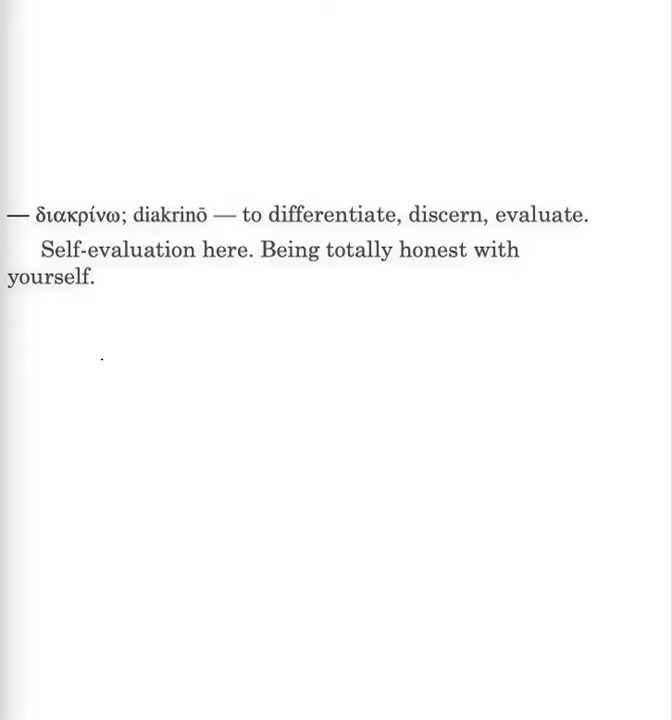 — διακρίνω; diakrinō — to differentiate, discern, evaluate.
Self-evaluation here. Being totally honest with
yourself.